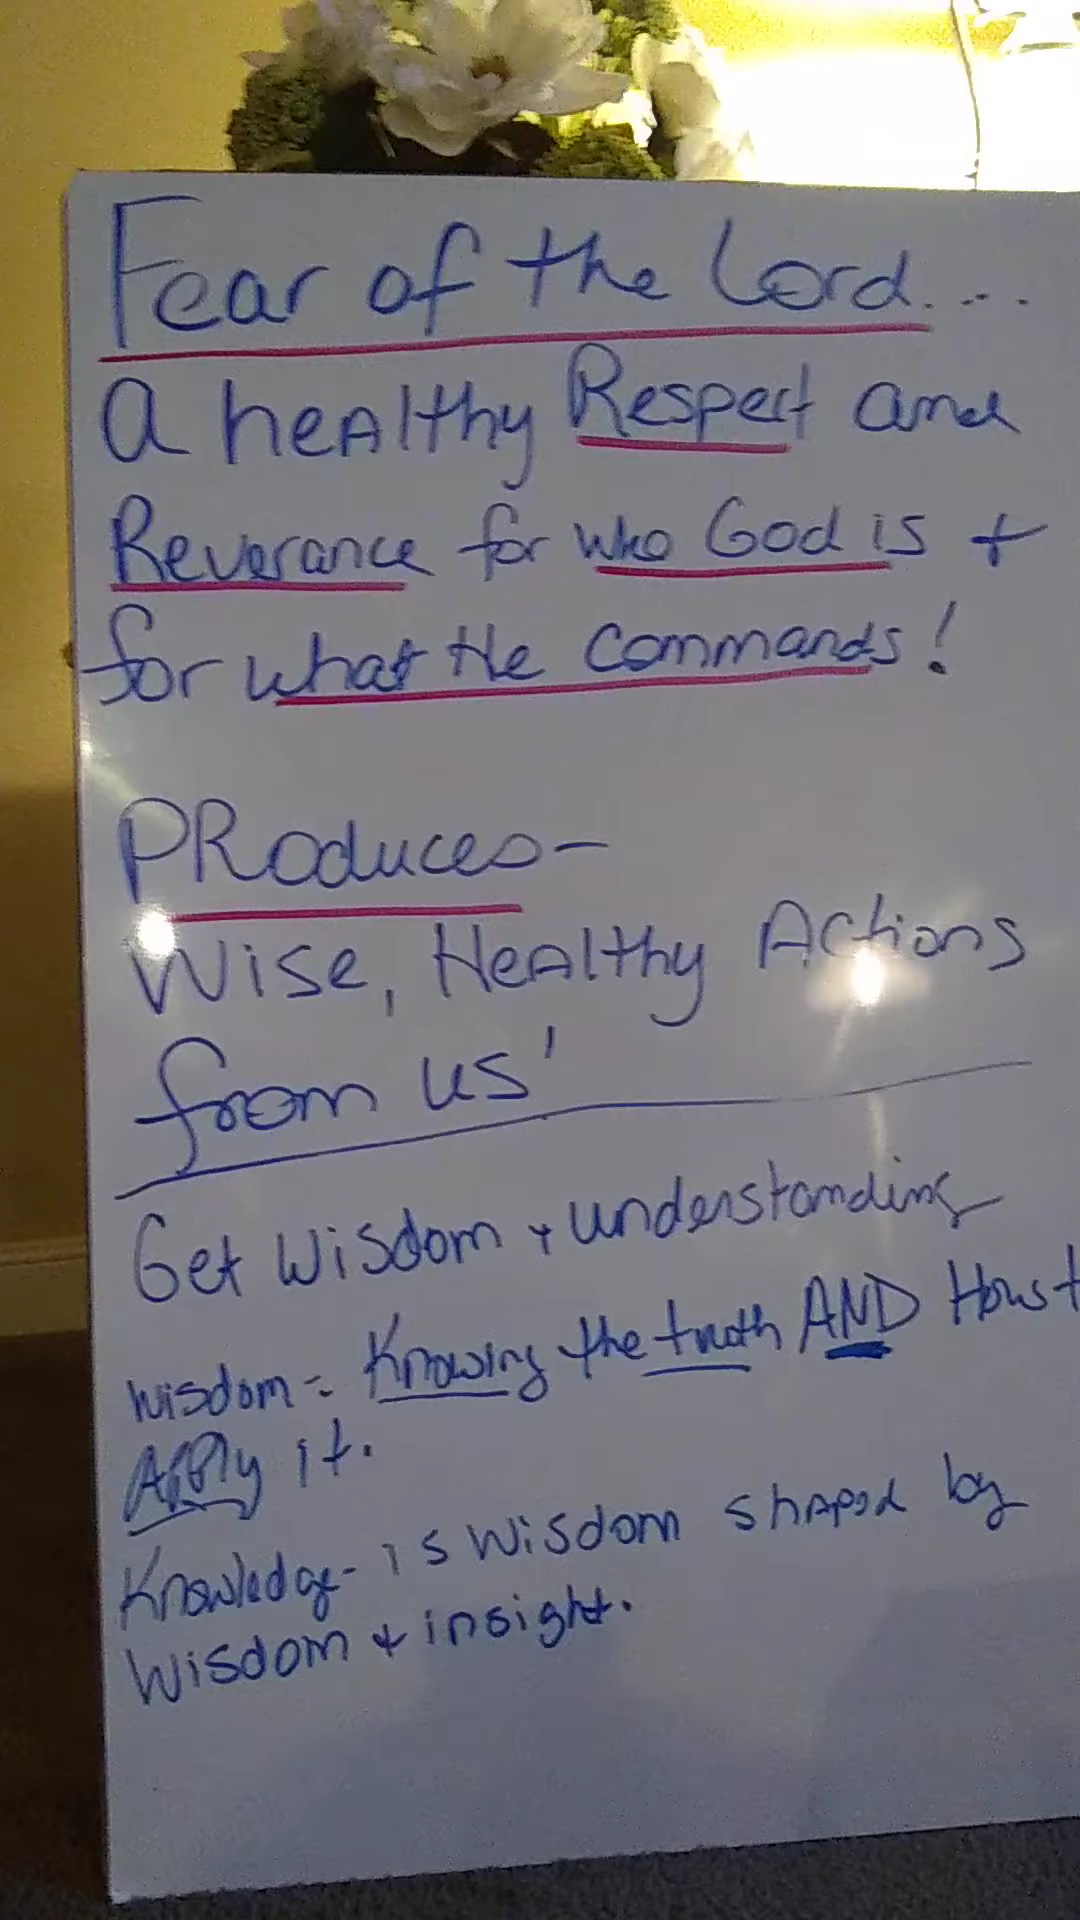 Fear of the Lord....
a healthy Respect and
Reverance for who God is +
for what He commands!
PRoduces-
Wise, Healthy Actions
from us'
Get Wisdom + understanding
Wisdom = Knowing the truth AND How t
Apply it.
Knowledge - is Wisdom shaped by
Wisdom + insight.